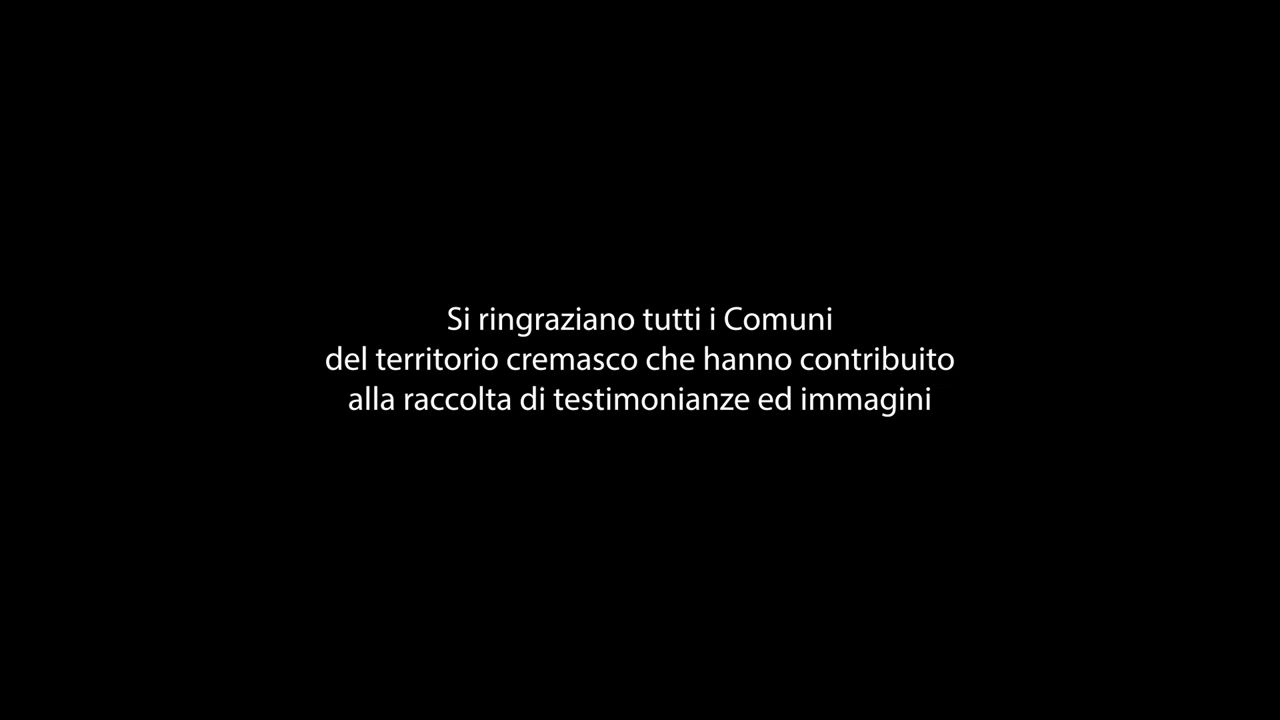 Si ringraziano tutti i Comuni
del territorio cremasco che hanno contribuito
alla raccolta di testimonianze ed immagini